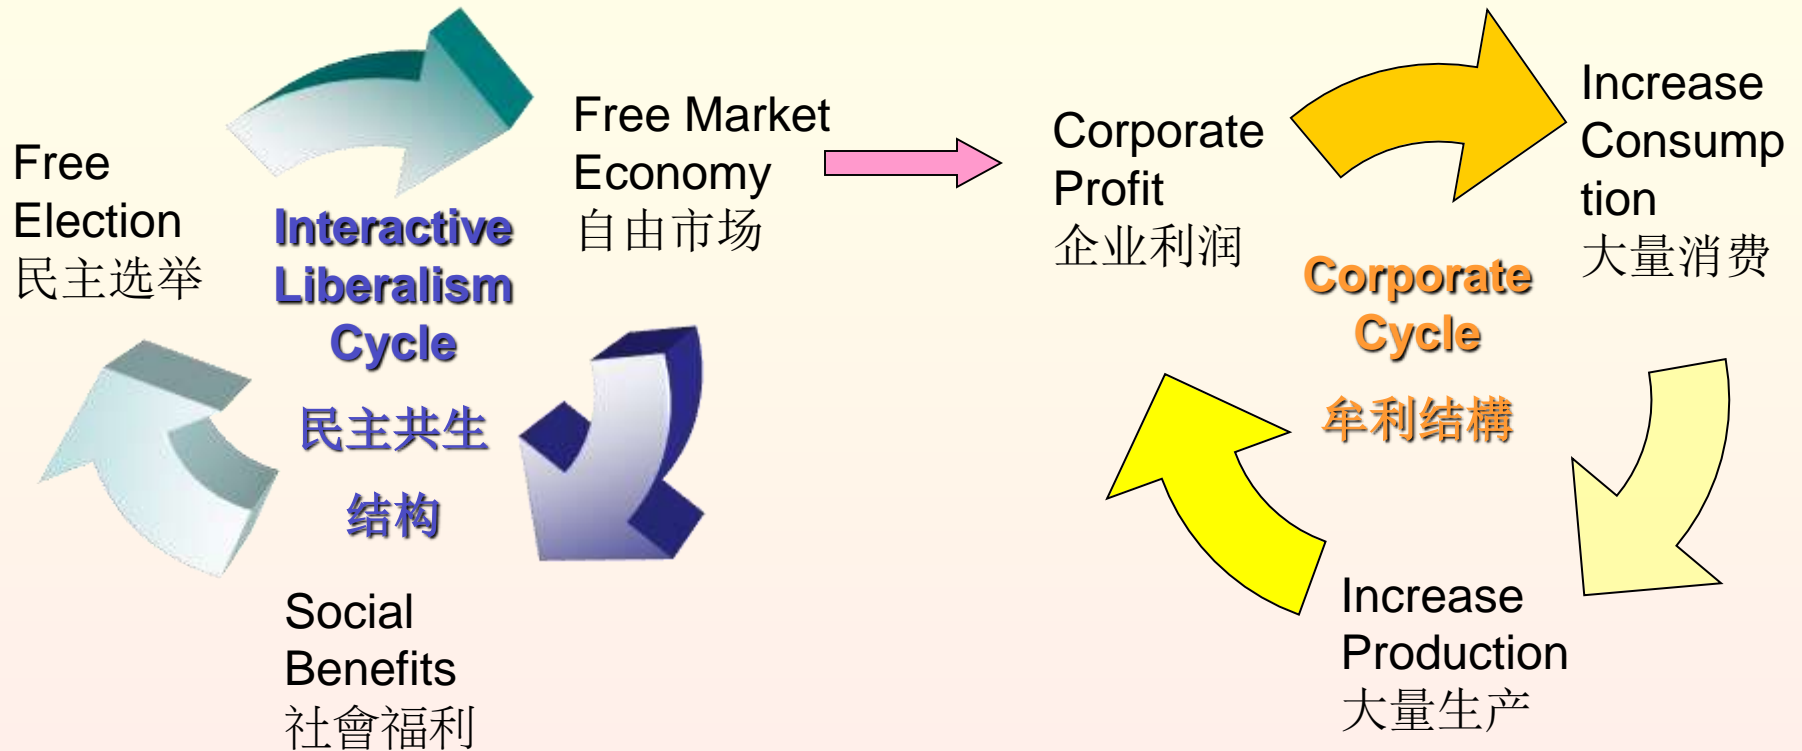 Free
Election
民主选举
Interactive
Liberalism
Cycle
民主共生
结构
Free Market
Economy
自由市场
Social
Benefits
社會福利
Corporate
Profit
企业利润
Corporate
Cycle
牟利结構
Increase
Consump
tion
大量消费
Increase
Production
大量生产